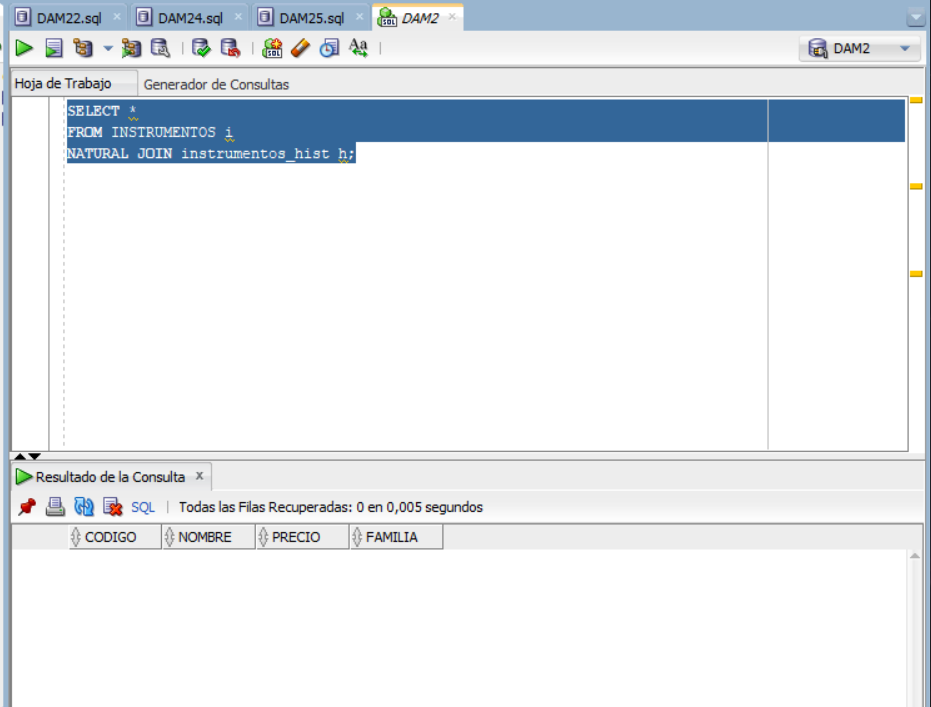 DAM22.sql DAM24.sql DAM25.sql DAM2
DAM2
Hoja de Trabajo Generador de Consultas
SELECT *
FROM INSTRUMENTOS i
NATURAL JOIN instrumentos_hist h;
Resultado de la Consulta
SQL | Todas las Filas Recuperadas: 0 en 0,005 segundos
CODIGO NOMBRE PRECIO FAMILIA